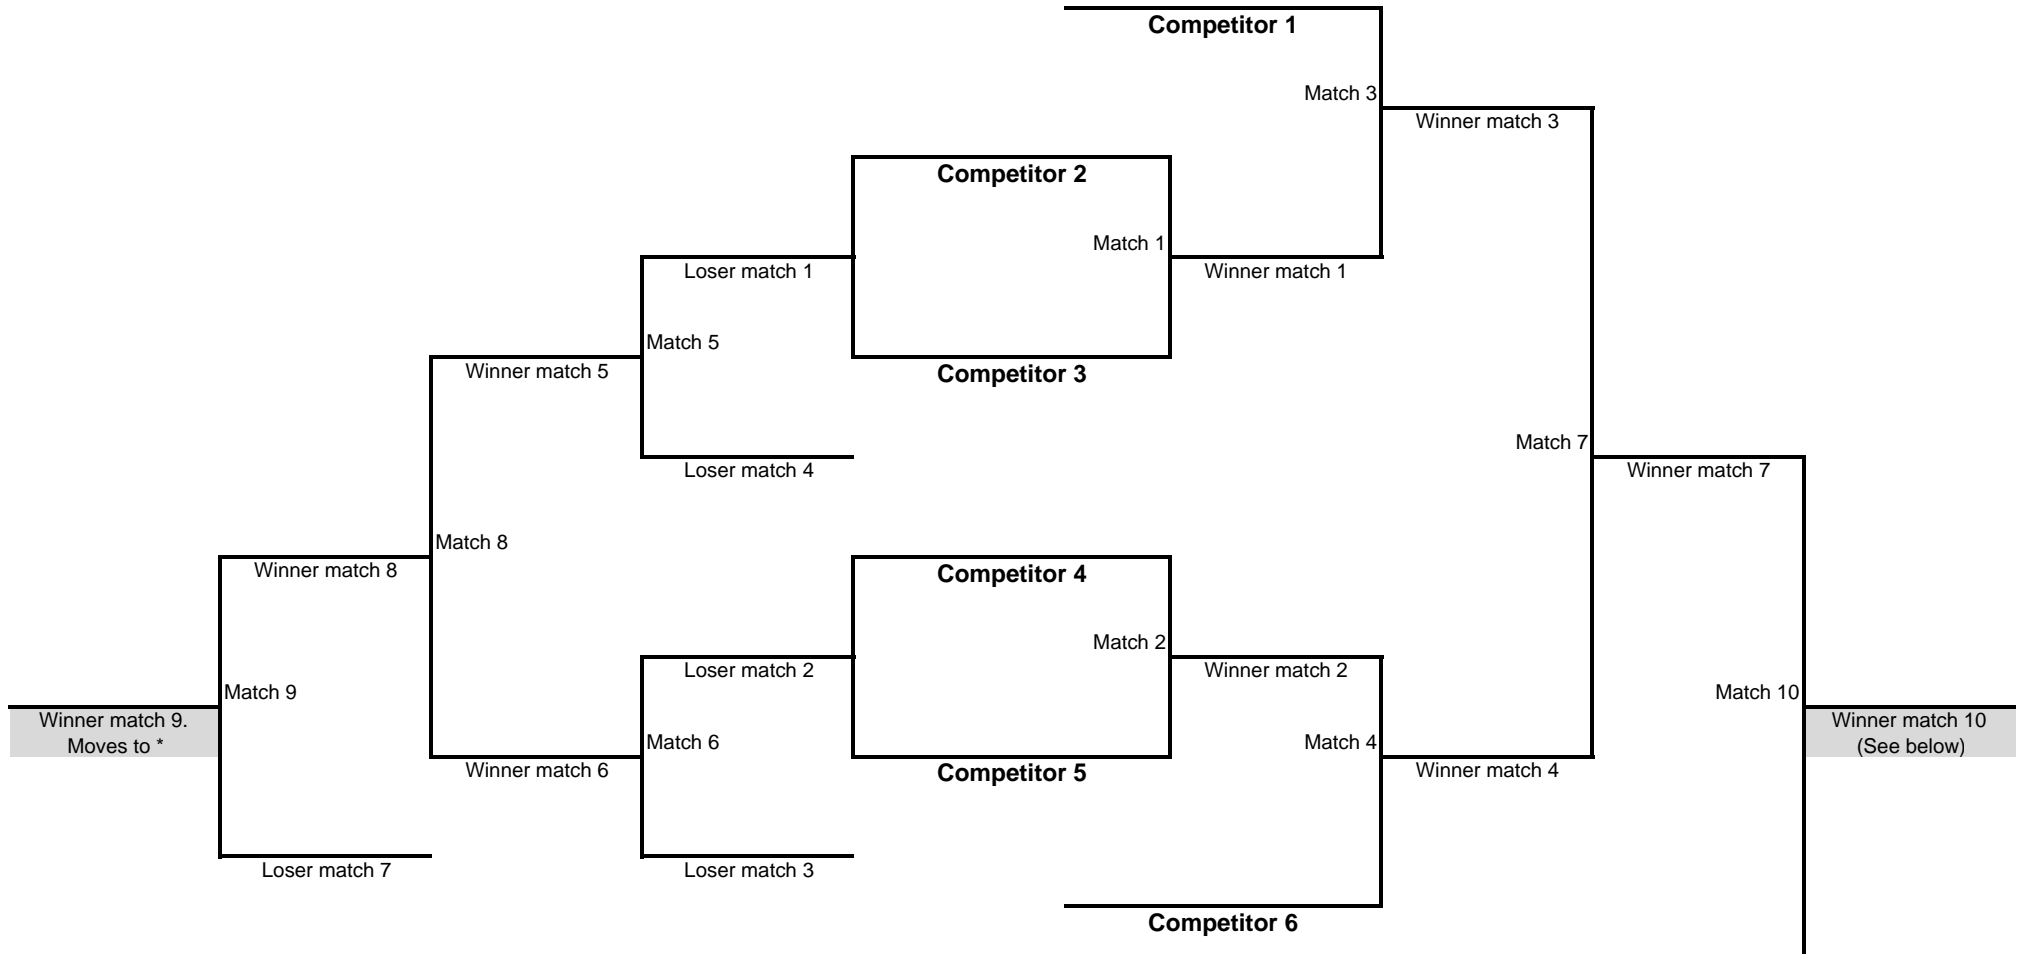 Competitor 1
Match 3
Winner match 3
Competitor 2
Match 1
Loser match 1
Winner match 1
Match 5
Winner match 5
Competitor 3
Match 7
Loser match 4
Winner match 7
Match 8
Winner match 8
Competitor 4
Match 2
Loser match 2
Winner match 2
Match 9
Match 10
Winner match 9.
Moves to *
Winner match 10
(See below)
Match 6
Match 4
Winner match 6
Competitor 5
Winner match 4
Loser match 7
Loser match 3
Competitor 6